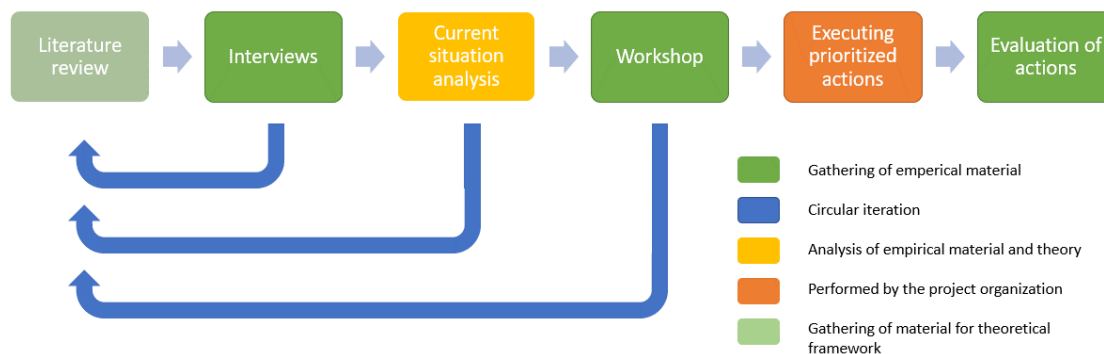 Literature
review
Interviews
Current
situation
analysis
Workshop
Executing
prioritized
actions
Evaluation of
actions
Gathering of emperical material
Circular iteration
Analysis of empirical material and theory
Performed by the project organization
Gathering of material for theoretical
framework